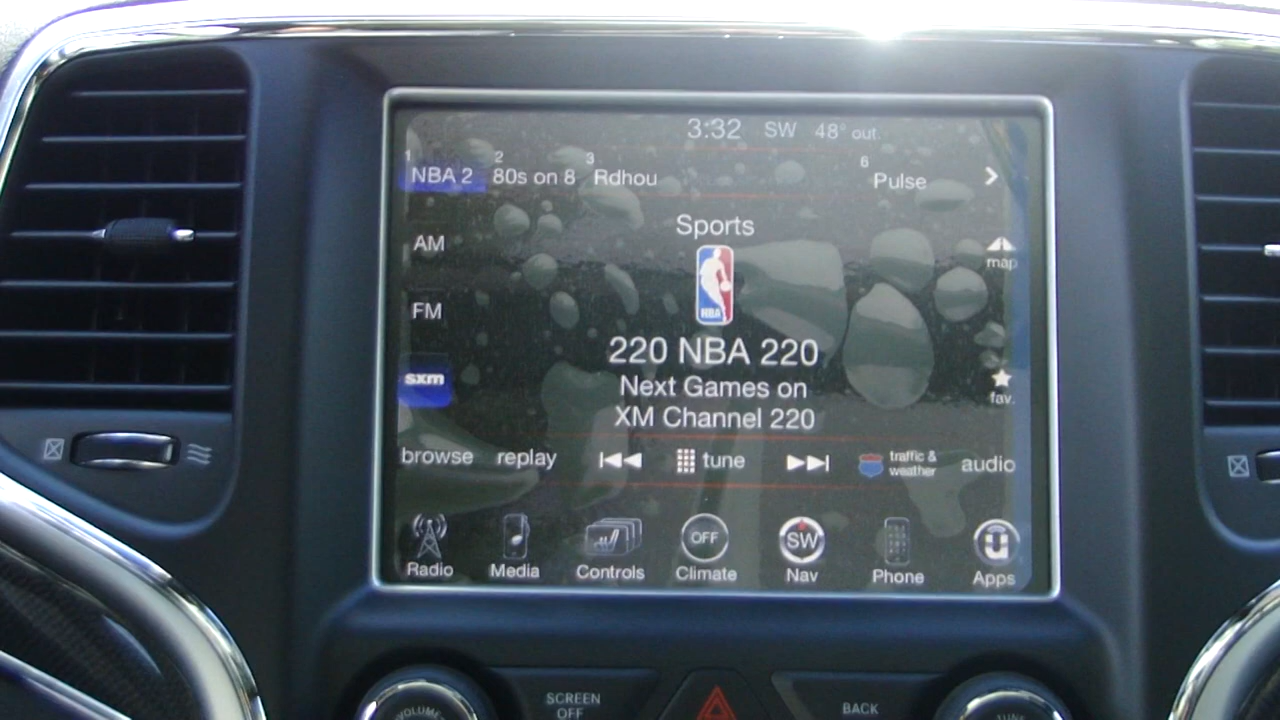 3:32 SW 48° out.
1 2 3 6
NBA 2 80s on 8 Rdhou Pulse
Sports
AM
map
NBA
FM
220 NBA 220
sxm Next Games on fav.
XM Channel 220
browse replay tune traffic & weather audio
OFF SW
Radio Media Controls Climate Nav Phone Apps
SCREEN
OFF
BACK
VOLUME
TUNE